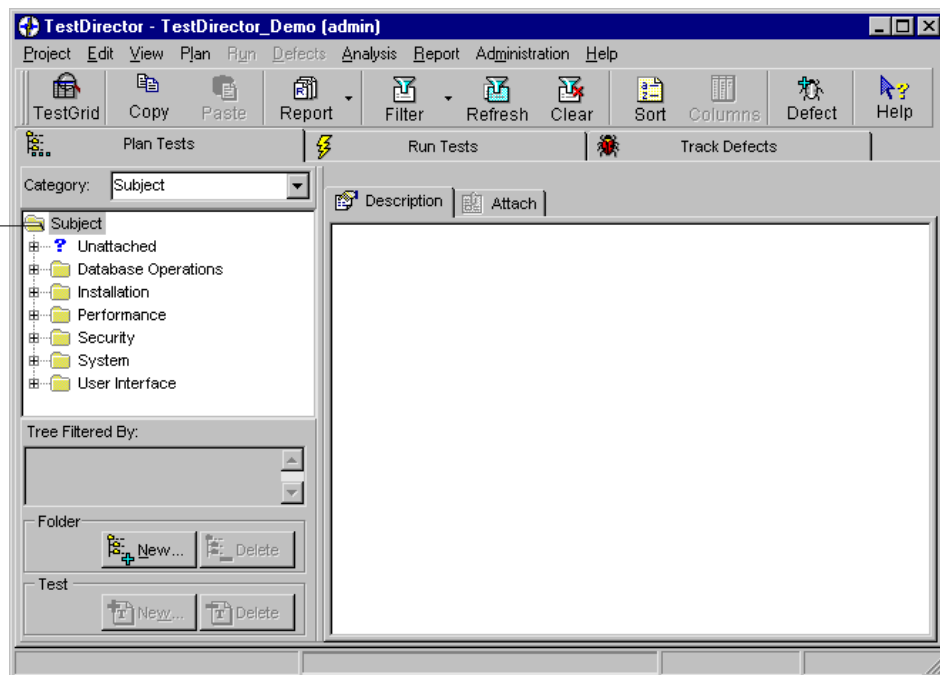 TestDirector - TestDirector_Demo (admin)
Project Edit View Plan Run Defects Analysis Report Administration Help
TestGrid Copy Paste Report Filter Refresh Clear Sort Columns Defect Help
Plan Tests Run Tests Track Defects
Category: Subject
Description Attach
Subject
? Unattached
Database Operations
Installation
Performance
Security
System
User Interface
Tree Filtered By:
Folder
New... Delete
Test
New... Delete